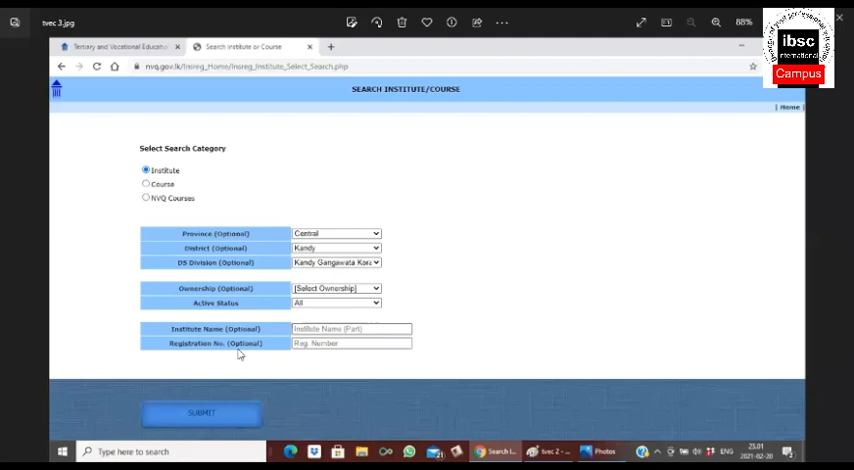 tvec 3.jpg
88%
Tertiary and Vocational Educatio
Search Institute or Course
nvq.gov.lk/Insreg_Home/Insreg_Institute_Select_Search.php
ibsc
international
Campus
SEARCH INSTITUTE/COURSE
[ Home ]
Select Search Category
Institute
Course
NVQ Courses
Province (Optional)
Central
District (Optional)
Kandy
DS Division (Optional)
Kandy Gangawata Kora
Ownership (Optional)
[Select Ownership]
Active Status
All
Institute Name (Optional)
Institute Name (Part)
Registration No. (Optional)
Reg. Number
SUBMIT
Type here to search
21
Search I...
tvec 2 - ...
Photos
ENG
23.01
2021-02-20
2